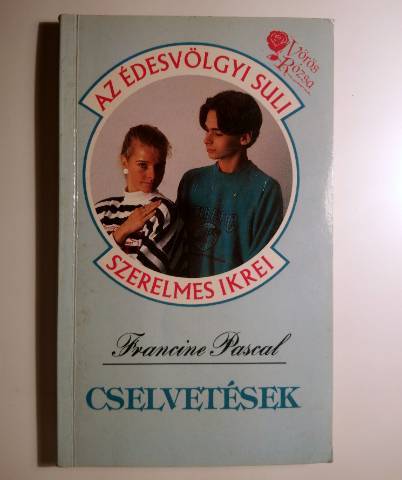 Vörös
Rózsa
AZ ÉDESVÖLGYI SULI
SZERELMES IKREI
Francine Pascal
CSELVETÉSEK